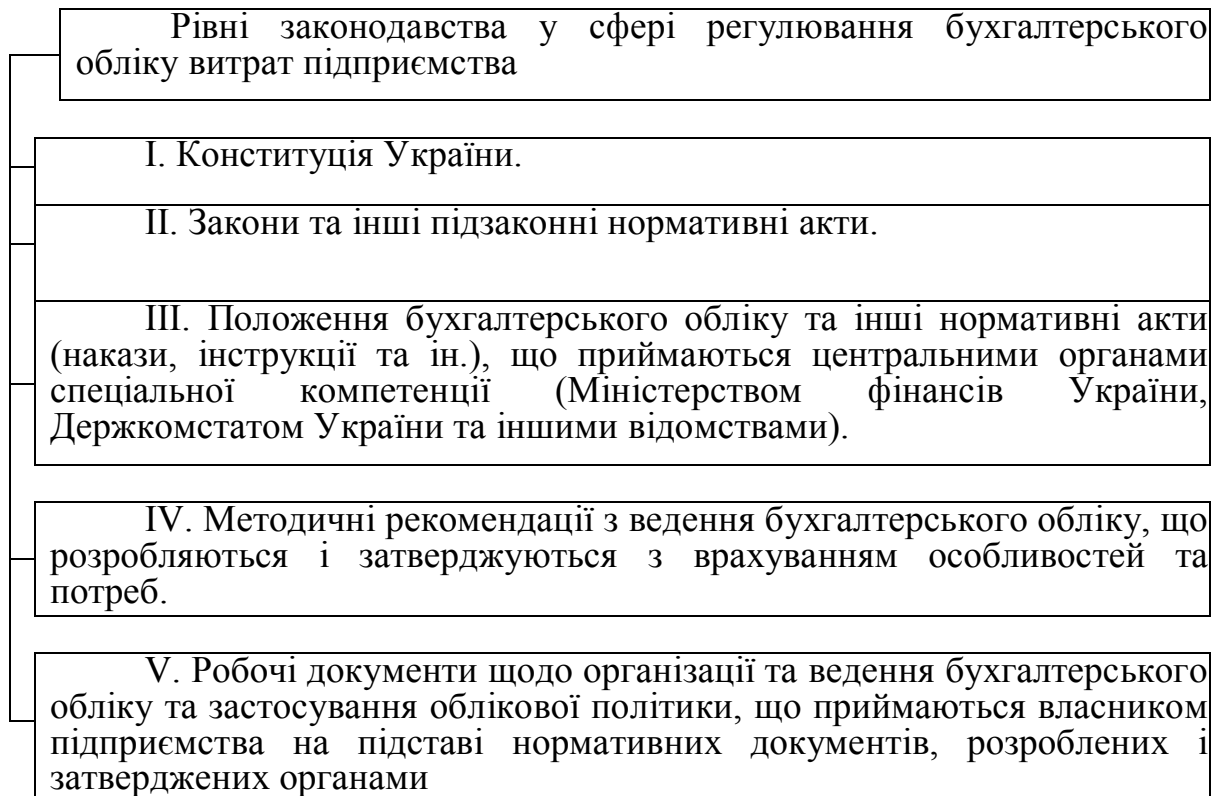 Рівні законодавства у сфері регулювання бухгалтерського
обліку витрат підприємства
І. Конституція України.
ІІ. Закони та інші підзаконні нормативні акти.
ІІІ. Положення бухгалтерського обліку та інші нормативні акти
(накази, інструкції та ін.), що приймаються центральними органами
спеціальної компетенції (Міністерством фінансів України,
Держкомстатом України та іншими відомствами).
IV. Методичні рекомендації з ведення бухгалтерського обліку, що
розробляються і затверджуються з врахуванням особливостей та
потреб.
V. Робочі документи щодо організації та ведення бухгалтерського
обліку та застосування облікової політики, що приймаються власником
підприємства на підставі нормативних документів, розроблених і
затверджених органами